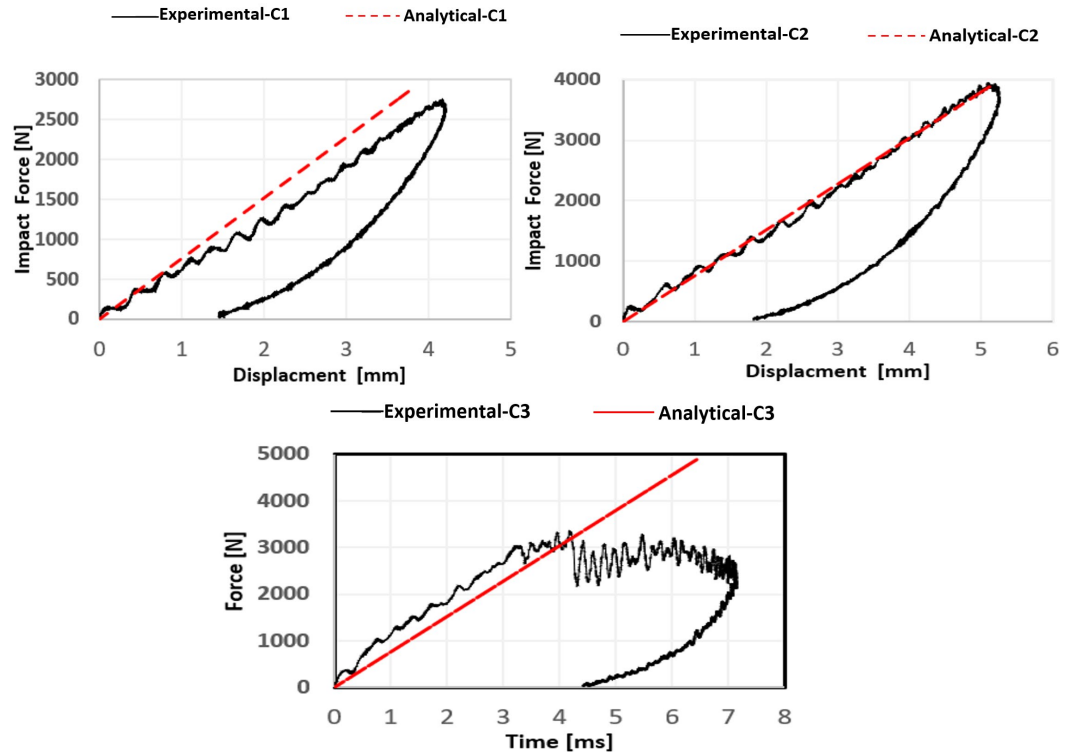 Experimental-C1 Analytical-C1
Impact Force [N]
3000
2500
2000
1500
1000
500
0
0 1 2 3 4 5
Displacment [mm]
Experimental-C2 Analytical-C2
Impact Force [N]
4000
3000
2000
1000
0
0 1 2 3 4 5 6
Displacment [mm]
Experimental-C3 Analytical-C3
Force [N]
5000
4000
3000
2000
1000
0
0 1 2 3 4 5 6 7 8
Time [ms]